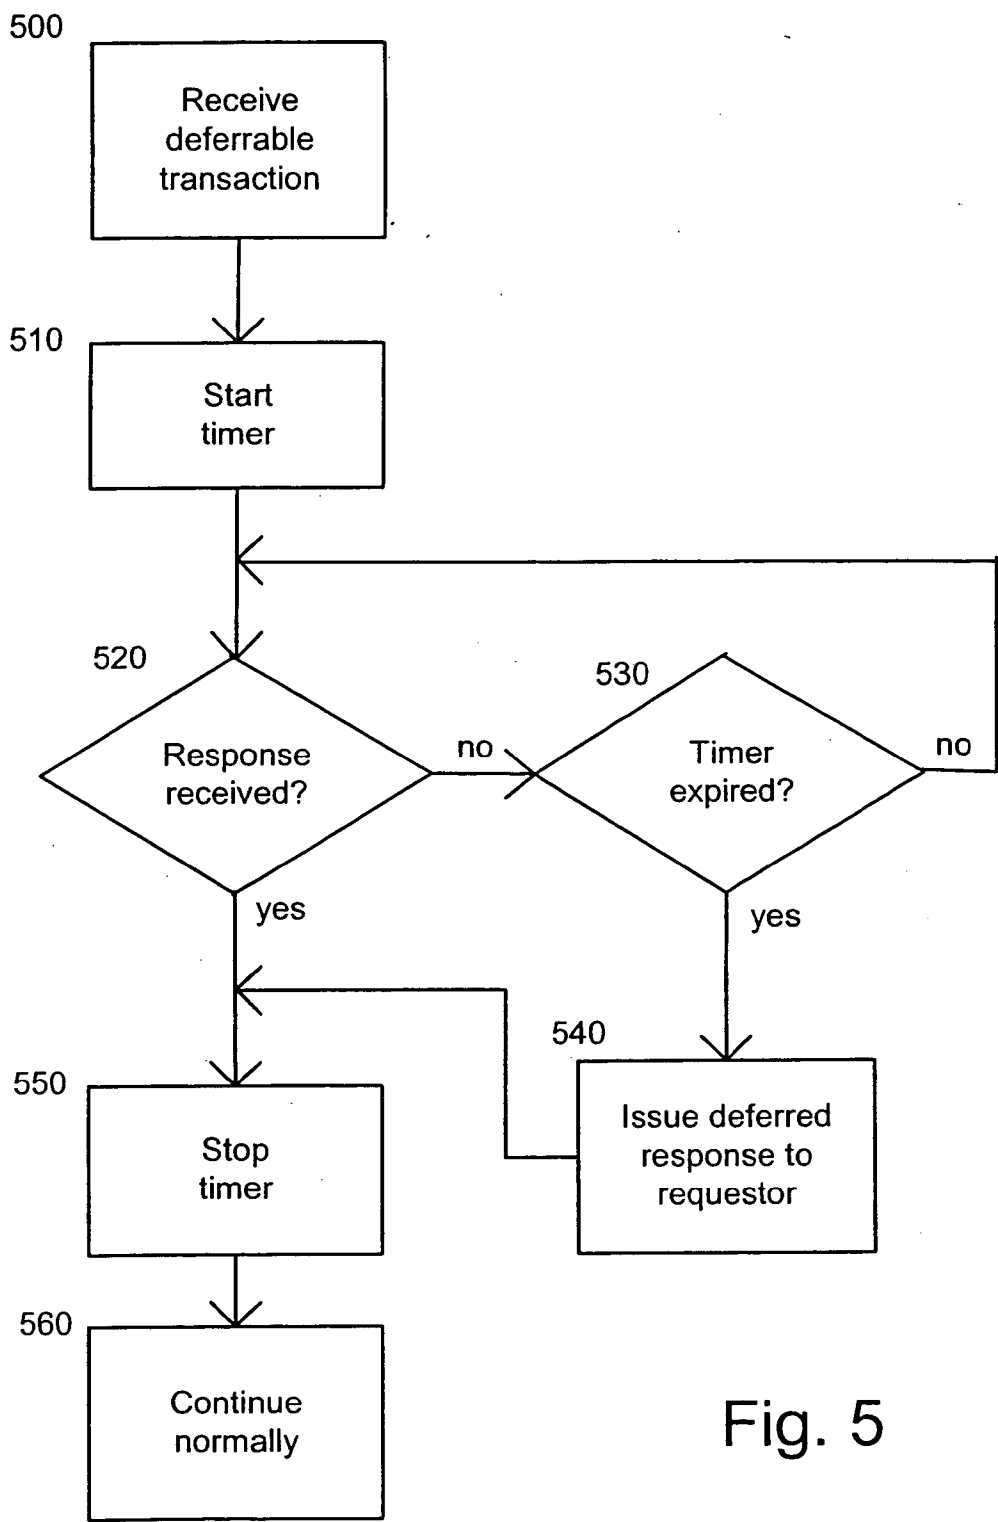 500
Receive
deferrable
transaction
510
Start
timer
520
Response
received?
no
530
Timer
expired?
no
yes
yes
540
Issue deferred
response to
requestor
550
Stop
timer
560
Continue
normally
Fig. 5